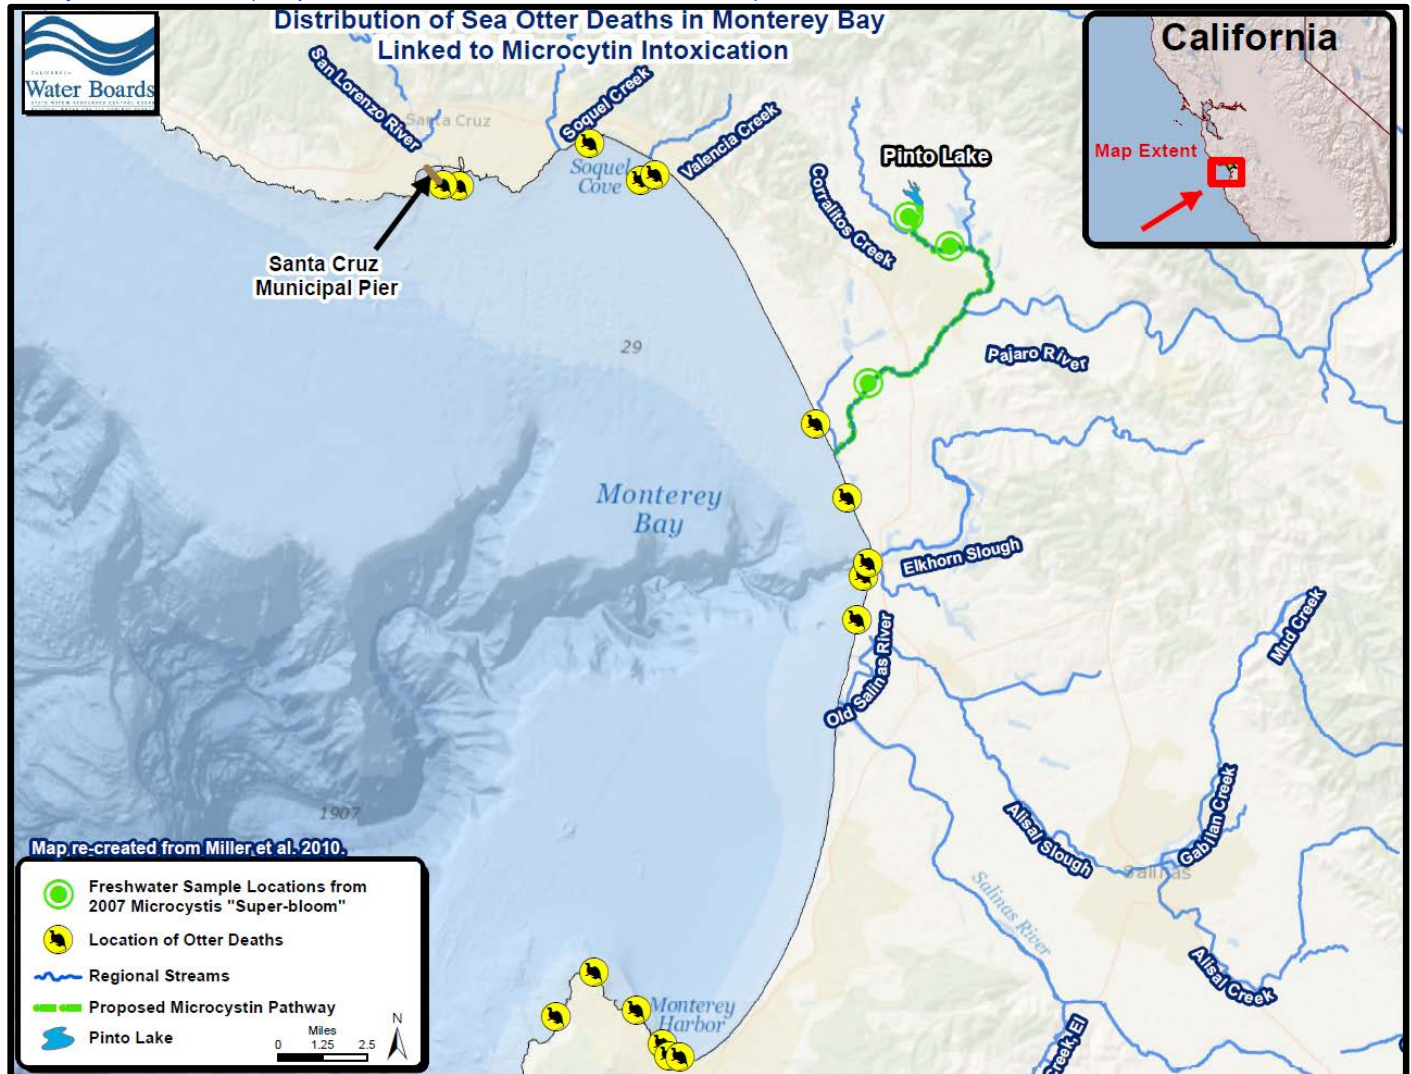 Distribution of Sea Otter Deaths in Monterey Bay
Linked to Microcytin Intoxication
CALIFORNIA
Water Boards
California
Map Extent
San Lorenzo River
Santa Cruz
Soquel Creek
Soquel
Cove
Valencia Creek
Pinto Lake
Corralitos Creek
Santa Cruz
Municipal Pier
29
Pajaro River
Monterey
Bay
Elkhorn Slough
Old Salinas River
Mud Creek
1907
Alisal Slough
Gabilan Creek
Salinas
Salinas River
Alisal Creek
Monterey
Harbor
Creek, El
Map re-created from Miller et al. 2010.
Freshwater Sample Locations from
2007 Microcystis "Super-bloom"
Location of Otter Deaths
Regional Streams
Proposed Microcystin Pathway
Pinto Lake
Miles
0 1.25 2.5
N